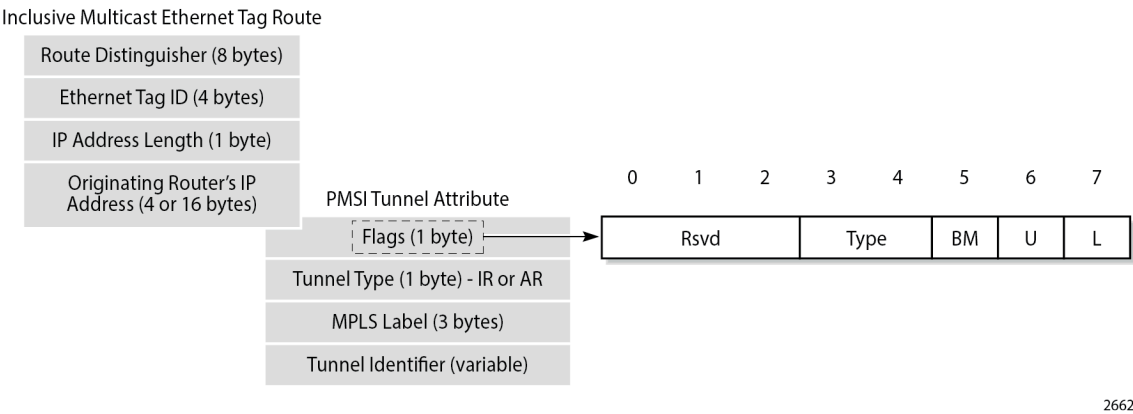 Inclusive Multicast Ethernet Tag Route
Route Distinguisher (8 bytes)
Ethernet Tag ID (4 bytes)
IP Address Length (1 byte)
Originating Router’s IP
Address (4 or 16 bytes)
PMSI Tunnel Attribute
Flags (1 byte)
Tunnel Type (1 byte) - IR or AR
MPLS Label (3 bytes)
Tunnel Identifier (variable)
0 1 2 3 4 5 6 7
Rsvd Type BM U L
2662